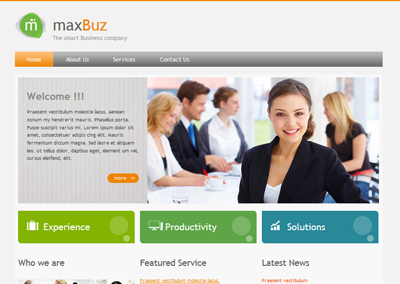 m
maxBuz
The smart Business company
Home About Us Services Contact Us
Welcome !!!
Praesent vestibulum molestie lacus. Aenean
nonum my hendrerit mauris. Phasellus porta.
Fusce suscipit varius mi. Lorem ipsum dolor sit
amet, consectetuer adipis cing elit. Mauris
fermentum dictum magna. Sed laore et aliquam
leo. ut tellus dolor, dapibus eget, element um vel,
cursus eleifend, elit.
more
Experience Productivity Solutions
Who we are Featured Service Latest News
Praesent vestibulum molestie lacus. Praesent vestibulum